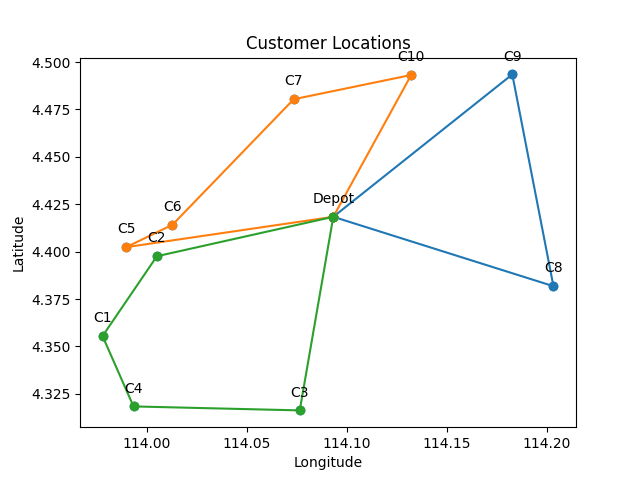 Customer Locations
4.500
4.475
4.450
4.425
4.400
4.375
4.350
4.325
Latitude
C10
C9
C7
Depot
C6
C5
C2
C8
C1
C4
C3
114.00
114.05
114.10
114.15
114.20
Longitude